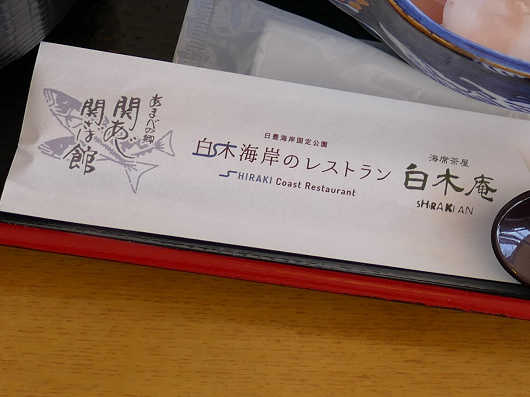 あまべの郷
関あじ
関さば館
日豊海岸国定公園
白木海岸のレストラン
SHIRAKI Coast Restaurant
海席茶屋
白木庵
SHiRAKiAN